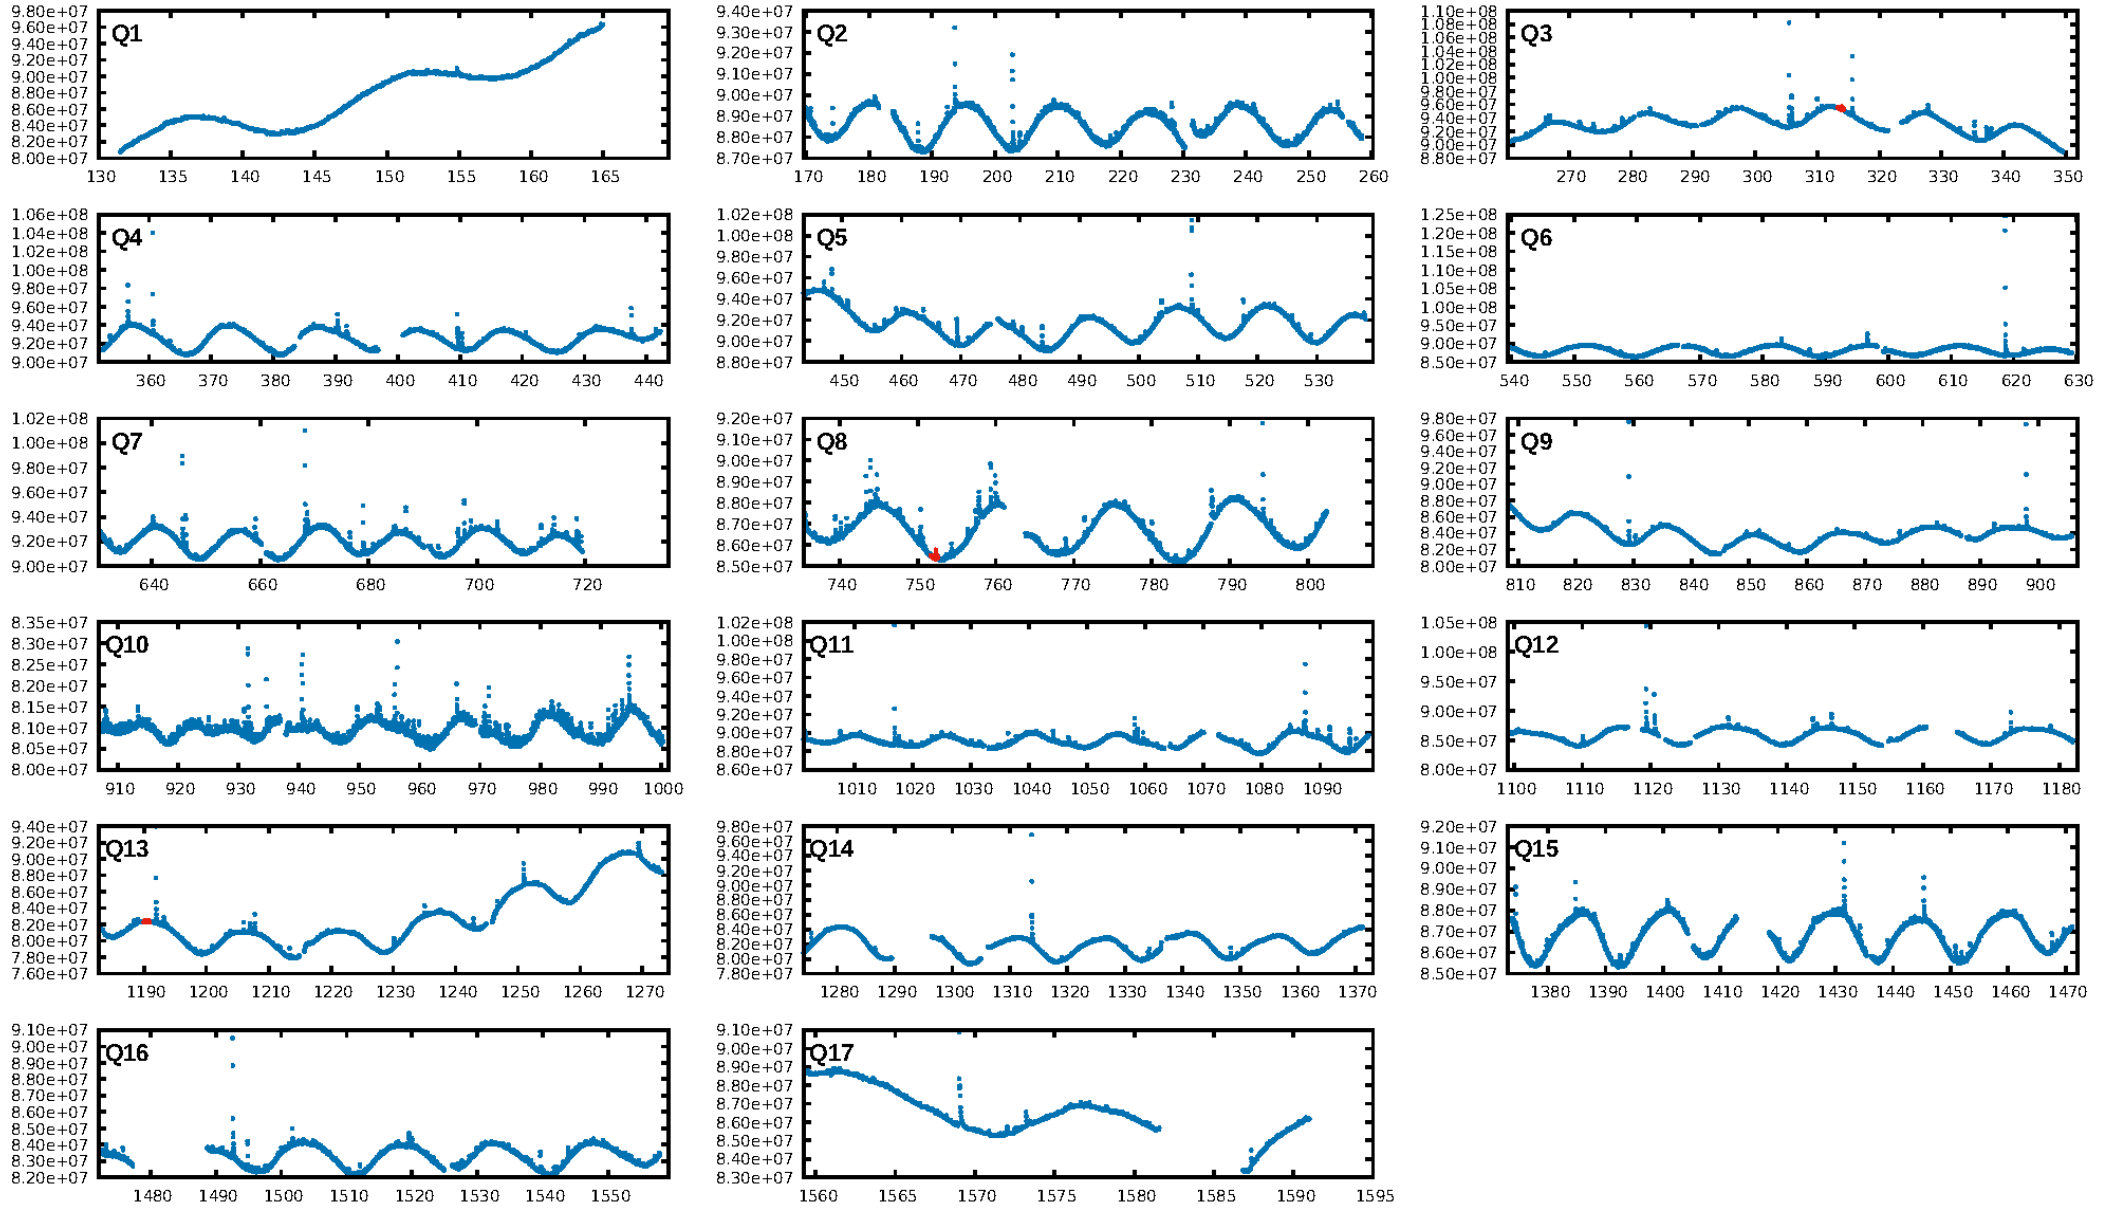 Q1
9.80e+07
9.60e+07
9.40e+07
9.20e+07
9.00e+07
8.80e+07
8.60e+07
8.40e+07
8.20e+07
8.00e+07
130 135 140 145 150 155 160 165
Q2
9.40e+07
9.30e+07
9.20e+07
9.10e+07
9.00e+07
8.90e+07
8.80e+07
8.70e+07
170 180 190 200 210 220 230 240 250 260
Q3
1.10e+08
1.08e+08
1.06e+08
1.04e+08
1.02e+08
1.00e+08
9.80e+07
9.60e+07
9.40e+07
9.20e+07
9.00e+07
8.80e+07
270 280 290 300 310 320 330 340 350
Q4
1.06e+08
1.04e+08
1.02e+08
1.00e+08
9.80e+07
9.60e+07
9.40e+07
9.20e+07
9.00e+07
360 370 380 390 400 410 420 430 440
Q5
1.02e+08
1.00e+08
9.80e+07
9.60e+07
9.40e+07
9.20e+07
9.00e+07
8.80e+07
450 460 470 480 490 500 510 520 530
Q6
1.25e+08
1.20e+08
1.15e+08
1.10e+08
1.05e+08
1.00e+08
9.50e+07
9.00e+07
8.50e+07
540 550 560 570 580 590 600 610 620 630
Q7
1.02e+08
1.00e+08
9.80e+07
9.60e+07
9.40e+07
9.20e+07
9.00e+07
640 660 680 700 720
Q8
9.20e+07
9.10e+07
9.00e+07
8.90e+07
8.80e+07
8.70e+07
8.60e+07
8.50e+07
740 750 760 770 780 790 800
Q9
9.80e+07
9.60e+07
9.40e+07
9.20e+07
9.00e+07
8.80e+07
8.60e+07
8.40e+07
8.20e+07
8.00e+07
810 820 830 840 850 860 870 880 890 900
Q10
8.35e+07
8.30e+07
8.25e+07
8.20e+07
8.15e+07
8.10e+07
8.05e+07
8.00e+07
910 920 930 940 950 960 970 980 990 1000
Q11
1.02e+08
1.00e+08
9.80e+07
9.60e+07
9.40e+07
9.20e+07
9.00e+07
8.80e+07
8.60e+07
1010 1020 1030 1040 1050 1060 1070 1080 1090
Q12
1.05e+08
1.00e+08
9.50e+07
9.00e+07
8.50e+07
8.00e+07
1100 1110 1120 1130 1140 1150 1160 1170 1180
Q13
9.40e+07
9.20e+07
9.00e+07
8.80e+07
8.60e+07
8.40e+07
8.20e+07
8.00e+07
7.80e+07
7.60e+07
1190 1200 1210 1220 1230 1240 1250 1260 1270
Q14
9.80e+07
9.60e+07
9.40e+07
9.20e+07
9.00e+07
8.80e+07
8.60e+07
8.40e+07
8.20e+07
8.00e+07
7.80e+07
1280 1290 1300 1310 1320 1330 1340 1350 1360 1370
Q15
9.20e+07
9.10e+07
9.00e+07
8.90e+07
8.80e+07
8.70e+07
8.60e+07
8.50e+07
1380 1390 1400 1410 1420 1430 1440 1450 1460 1470
Q16
9.10e+07
9.00e+07
8.90e+07
8.80e+07
8.70e+07
8.60e+07
8.50e+07
8.40e+07
8.30e+07
8.20e+07
1480 1490 1500 1510 1520 1530 1540 1550
Q17
9.10e+07
9.00e+07
8.90e+07
8.80e+07
8.70e+07
8.60e+07
8.50e+07
8.40e+07
8.30e+07
1560 1565 1570 1575 1580 1585 1590 1595